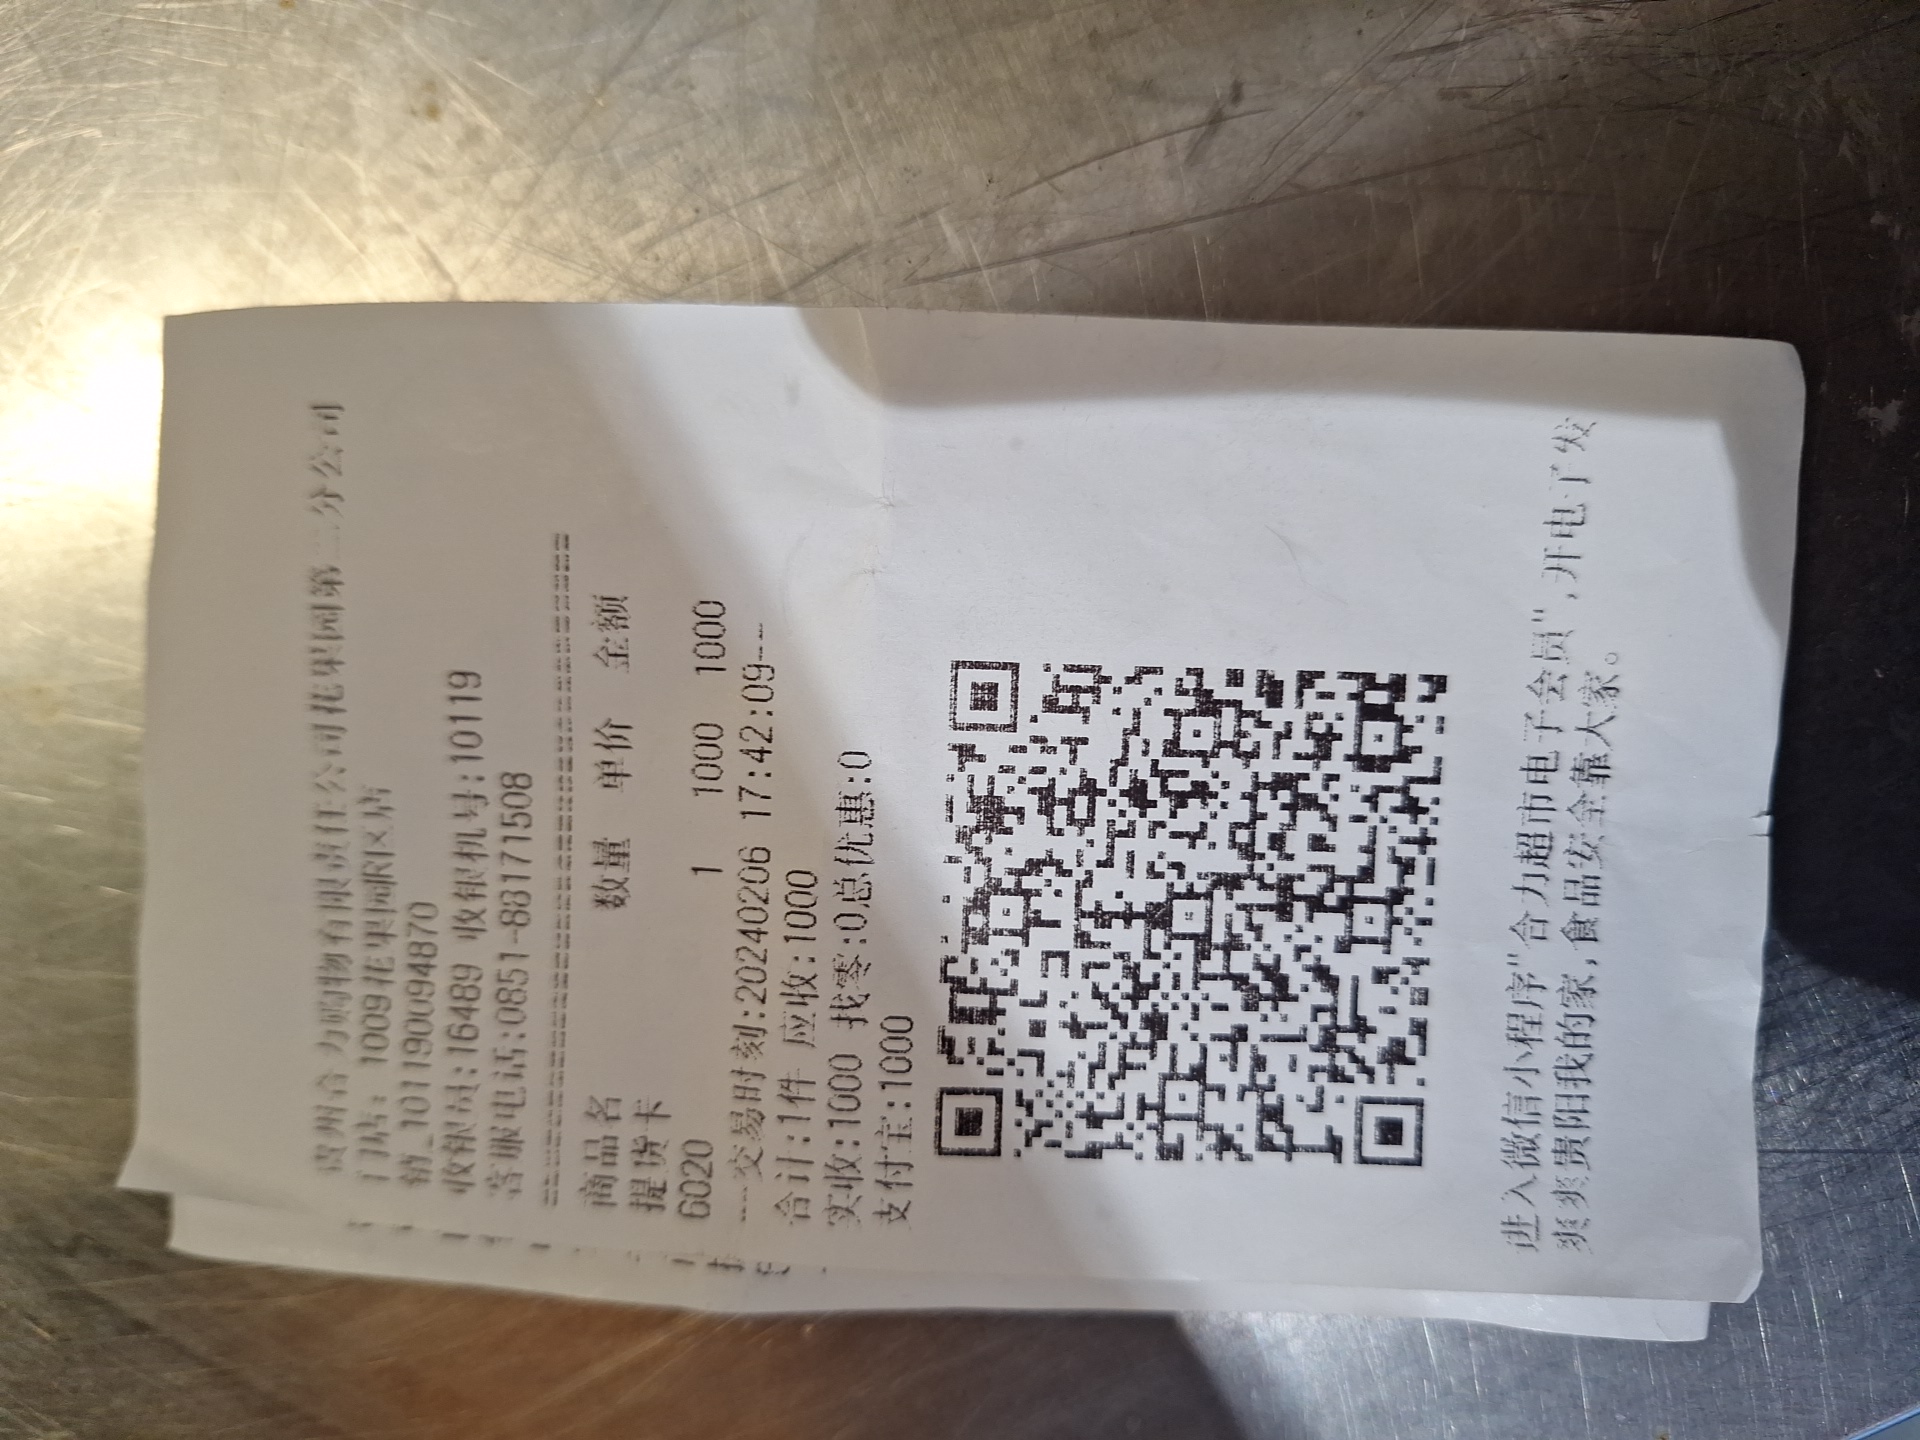 贵州合力购物有限责任公司花果园第二分公司
门店: 1009花果园R区店
销_1011900094870
收银员:16489 收银机号:10119
客服电话:0851-88171508
商品名 数量 单价 金额
提货卡
6020 1 1000 1000
---交易时刻:20240206 17:42:09--
合计:1件 应收:1000
实收:1000 找零:0总优惠:0
支付宝:1000
进入微信小程序"合力超市电子会员",开电子发
爽爽贵阳我的家,食品安全靠大家。